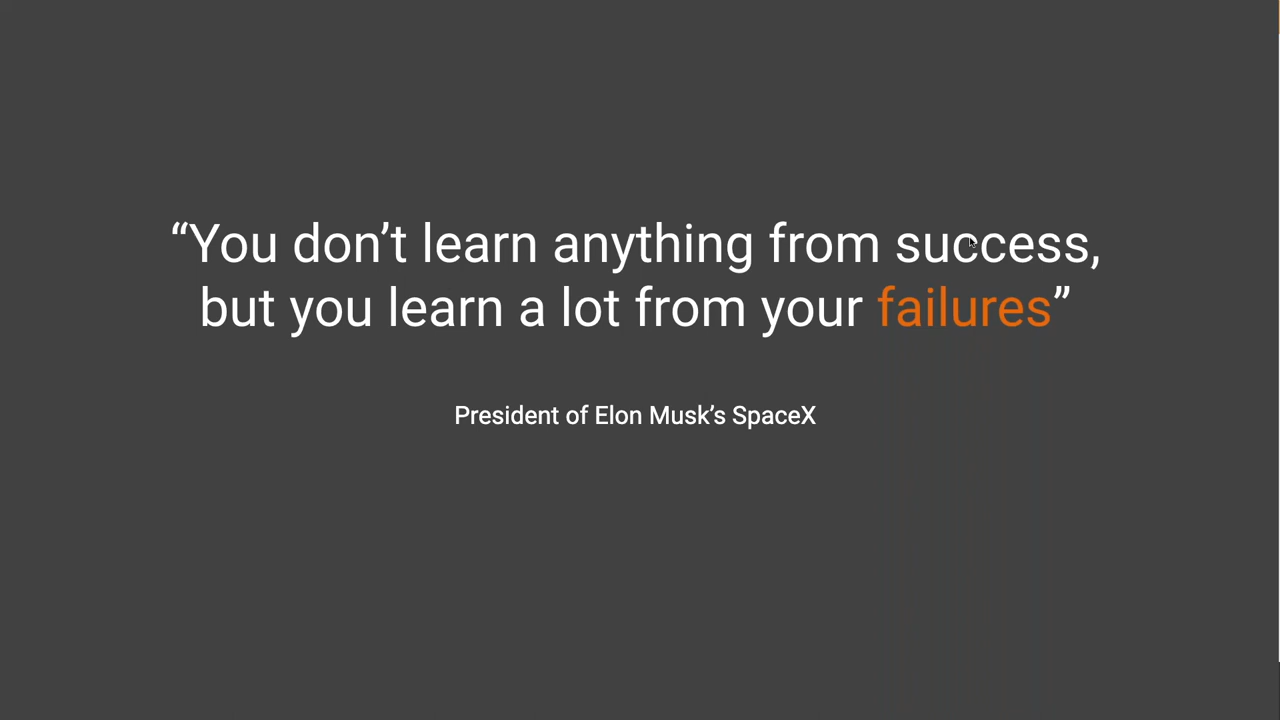 “You don’t learn anything from success,
but you learn a lot from your failures”
President of Elon Musk’s SpaceX